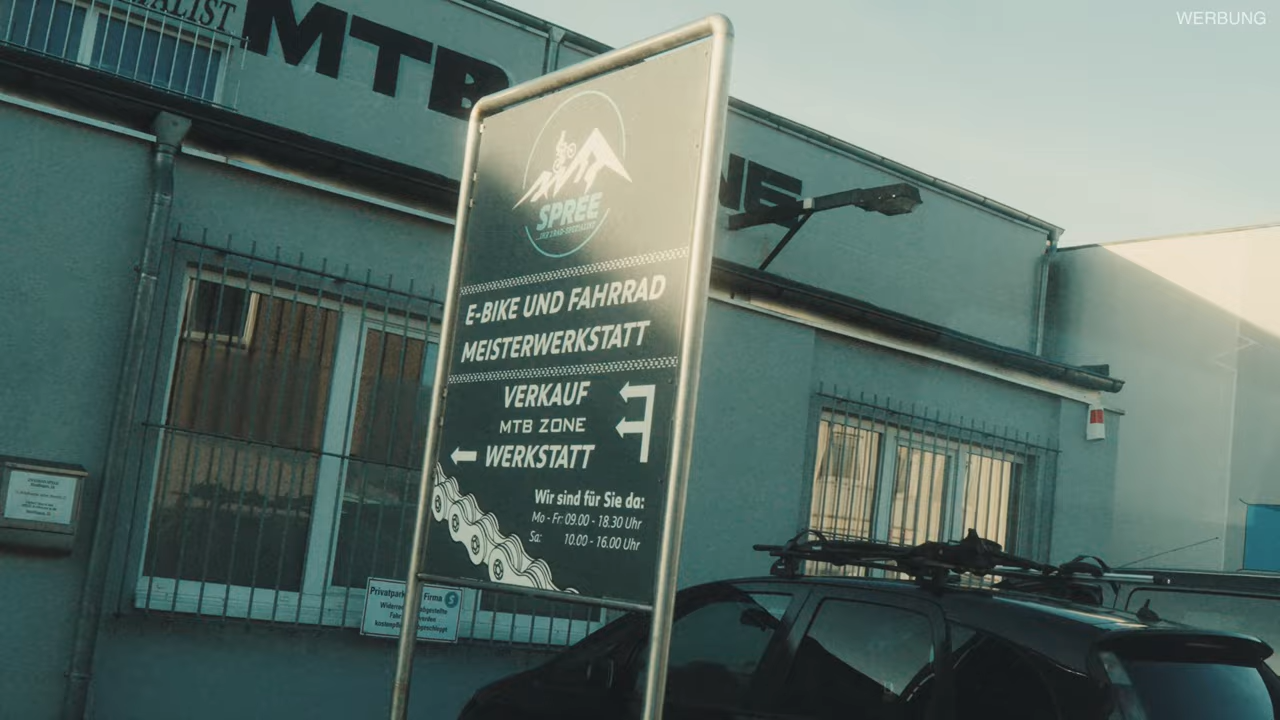 WERBUNG
MTB
SPREE
E-BIKE UND FAHRRAD
MEISTERWERKSTATT
VERKAUF
MTB ZONE
WERKSTATT
Wir sind für Sie da:
Mo - Fr: 09.00 - 18.30 Uhr
Sa: 10.00 - 16.00 Uhr
Privatpark Firma